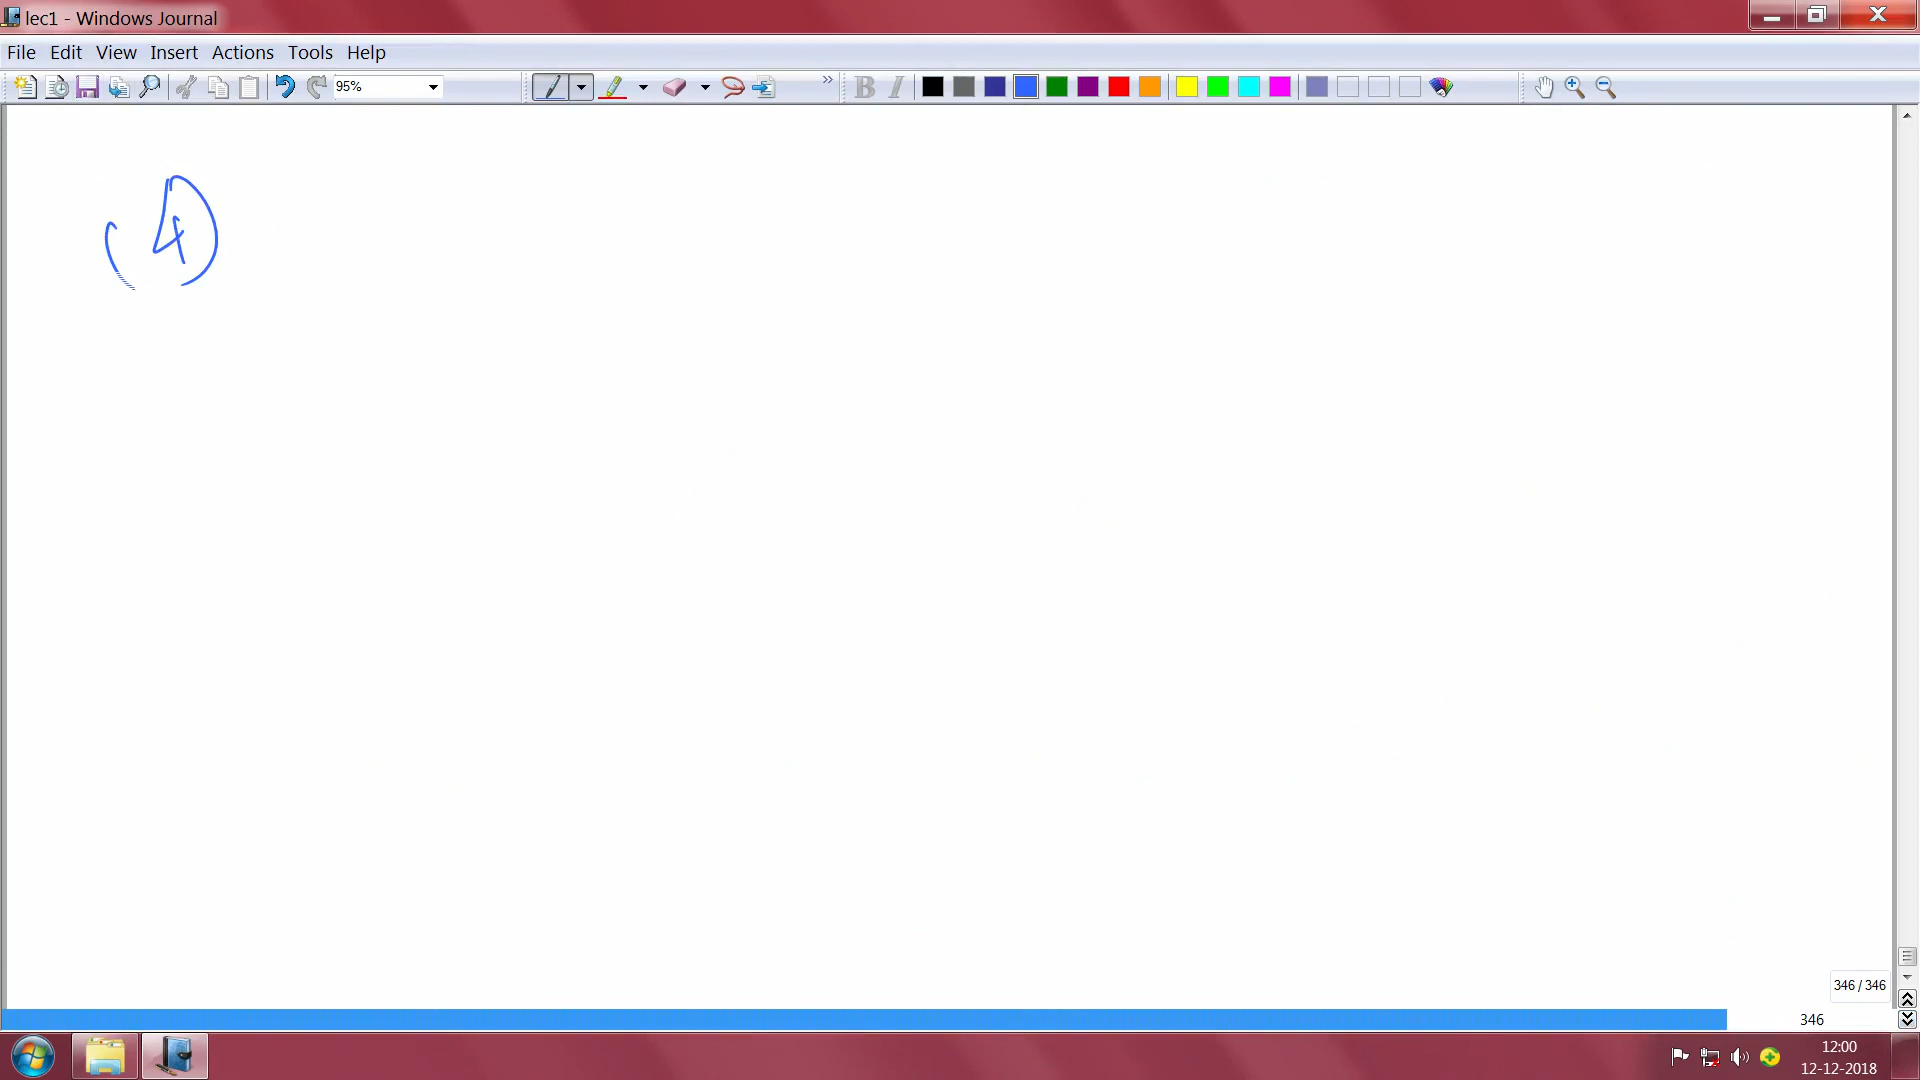 lec1 - Windows Journal
File Edit View Insert Actions Tools Help
95%
B I
(4)
346 / 346
346
12:00
12-12-2018